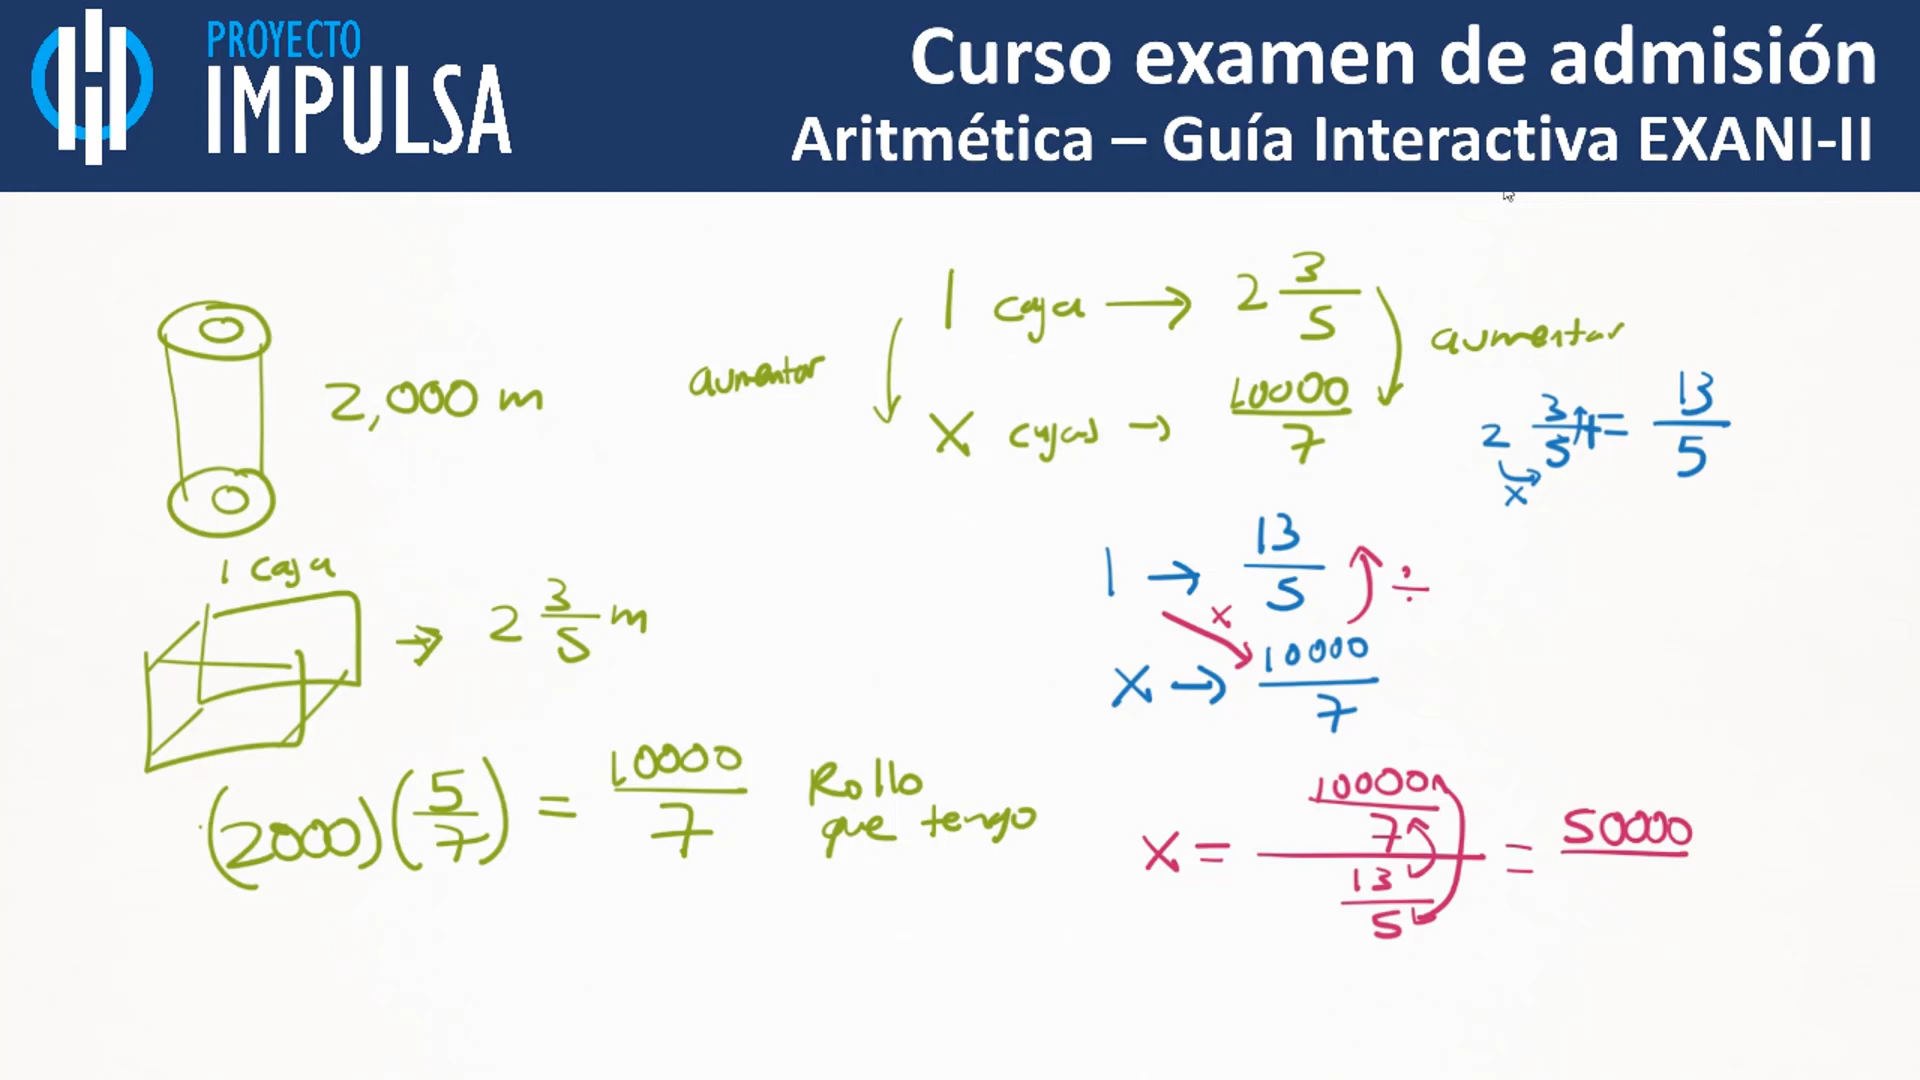 PROYECTO
IMPULSA
Curso examen de admisión
Aritmética – Guía Interactiva EXANI-II
2,000 m
1 caja
→ 2 3/5 m
(2000)(5/7) = 10000/7 Rollo
que tengo
aumentar
1 caja → 2 3/5
x cajas → 10000/7
aumentar
2 3/5 = 13/5
x
1 → 13/5 ÷
x
x → 10000/7
x = 10000/7 / 13/5 = 50000